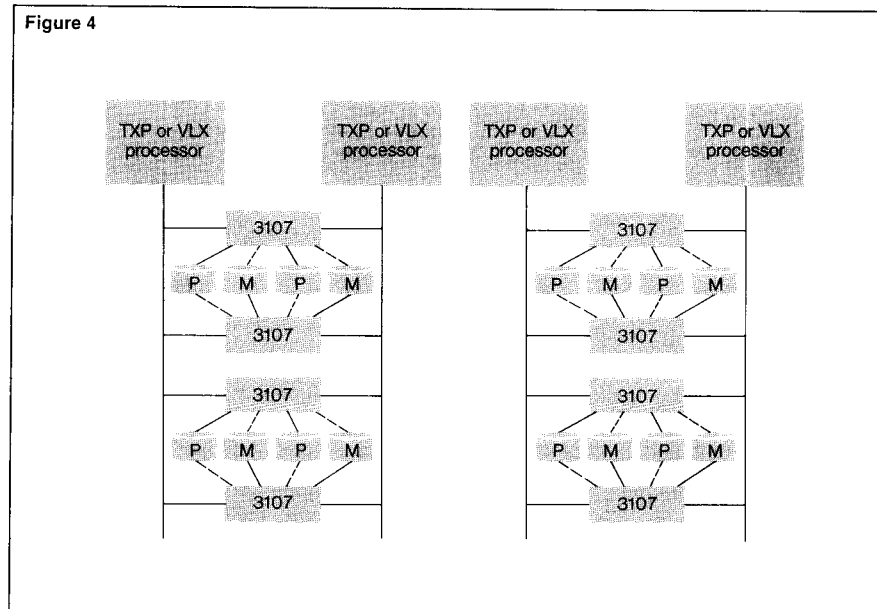 Figure 4
TXP or VLX
processor
TXP or VLX
processor
TXP or VLX
processor
TXP or VLX
processor
3107
3107
P M P M
P M P M
3107
3107
3107
3107
P M P M
P M P M
3107
3107